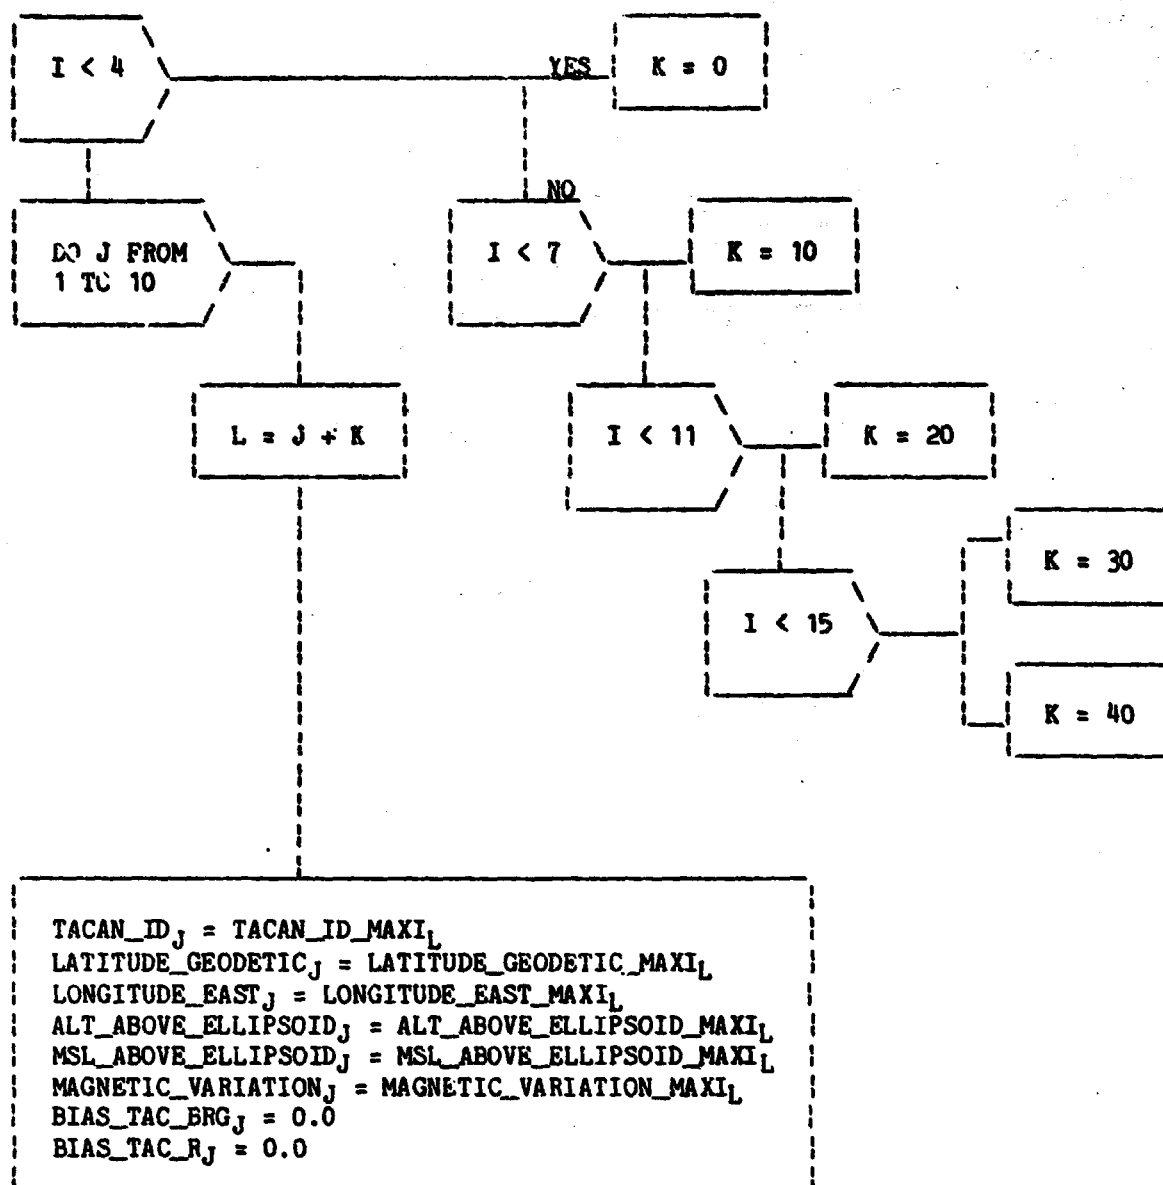 I < 4
YES
K = 0
NO
DO J FROM
1 TO 10
I < 7
K = 10
L = J + K
I < 11
K = 20
K = 30
I < 15
K = 40
TACAN_ID_J = TACAN_ID_MAXI_L
LATITUDE_GEODETIC_J = LATITUDE_GEODETIC_MAXI_L
LONGITUDE_EAST_J = LONGITUDE_EAST_MAXI_L
ALT_ABOVE_ELLIPSOID_J = ALT_ABOVE_ELLIPSOID_MAXI_L
MSL_ABOVE_ELLIPSOID_J = MSL_ABOVE_ELLIPSOID_MAXI_L
MAGNETIC_VARIATION_J = MAGNETIC_VARIATION_MAXI_L
BIAS_TAC_BRG_J = 0.0
BIAS_TAC_R_J = 0.0